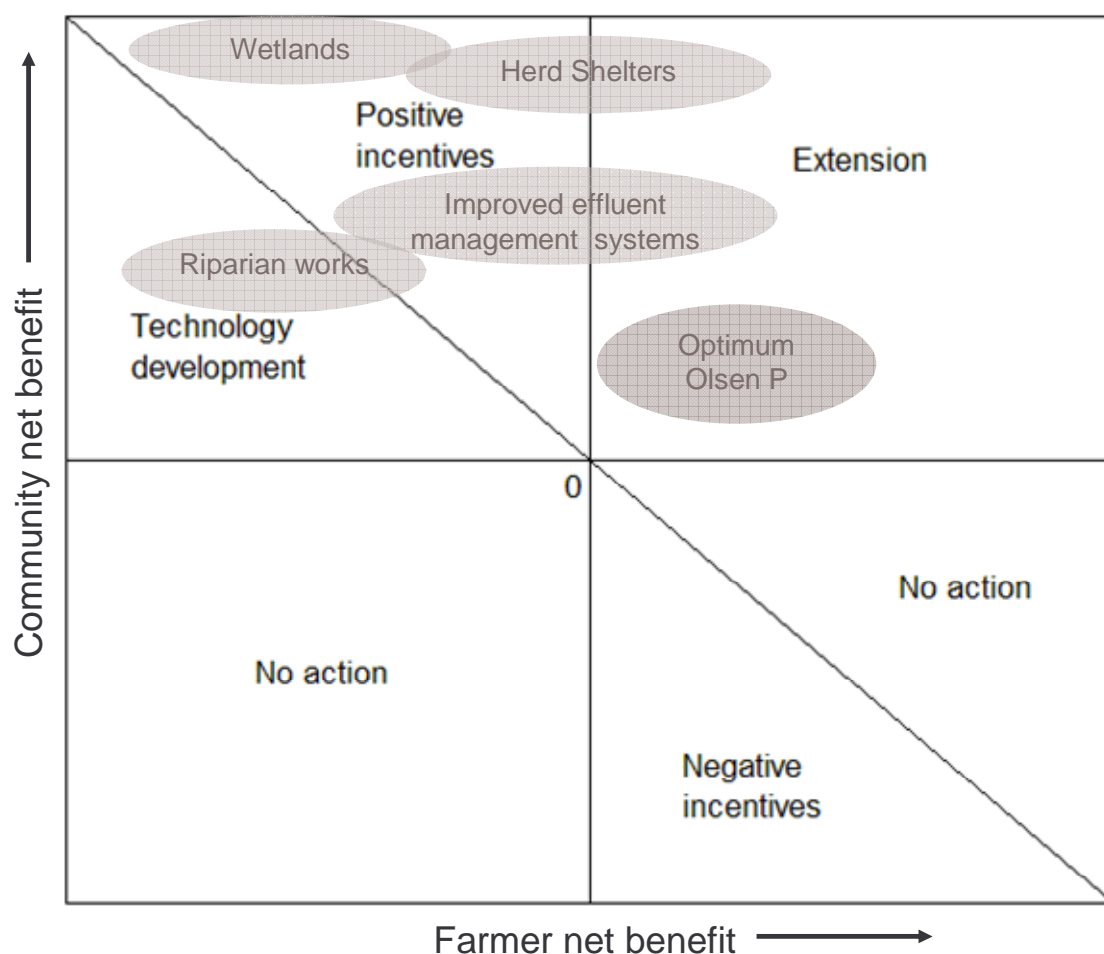 Wetlands
Herd Shelters
Positive
incentives
Extension
Improved effluent
management systems
Riparian works
Technology
development
Optimum
Olsen P
0
No action
No action
Negative
incentives
Community net benefit
Farmer net benefit